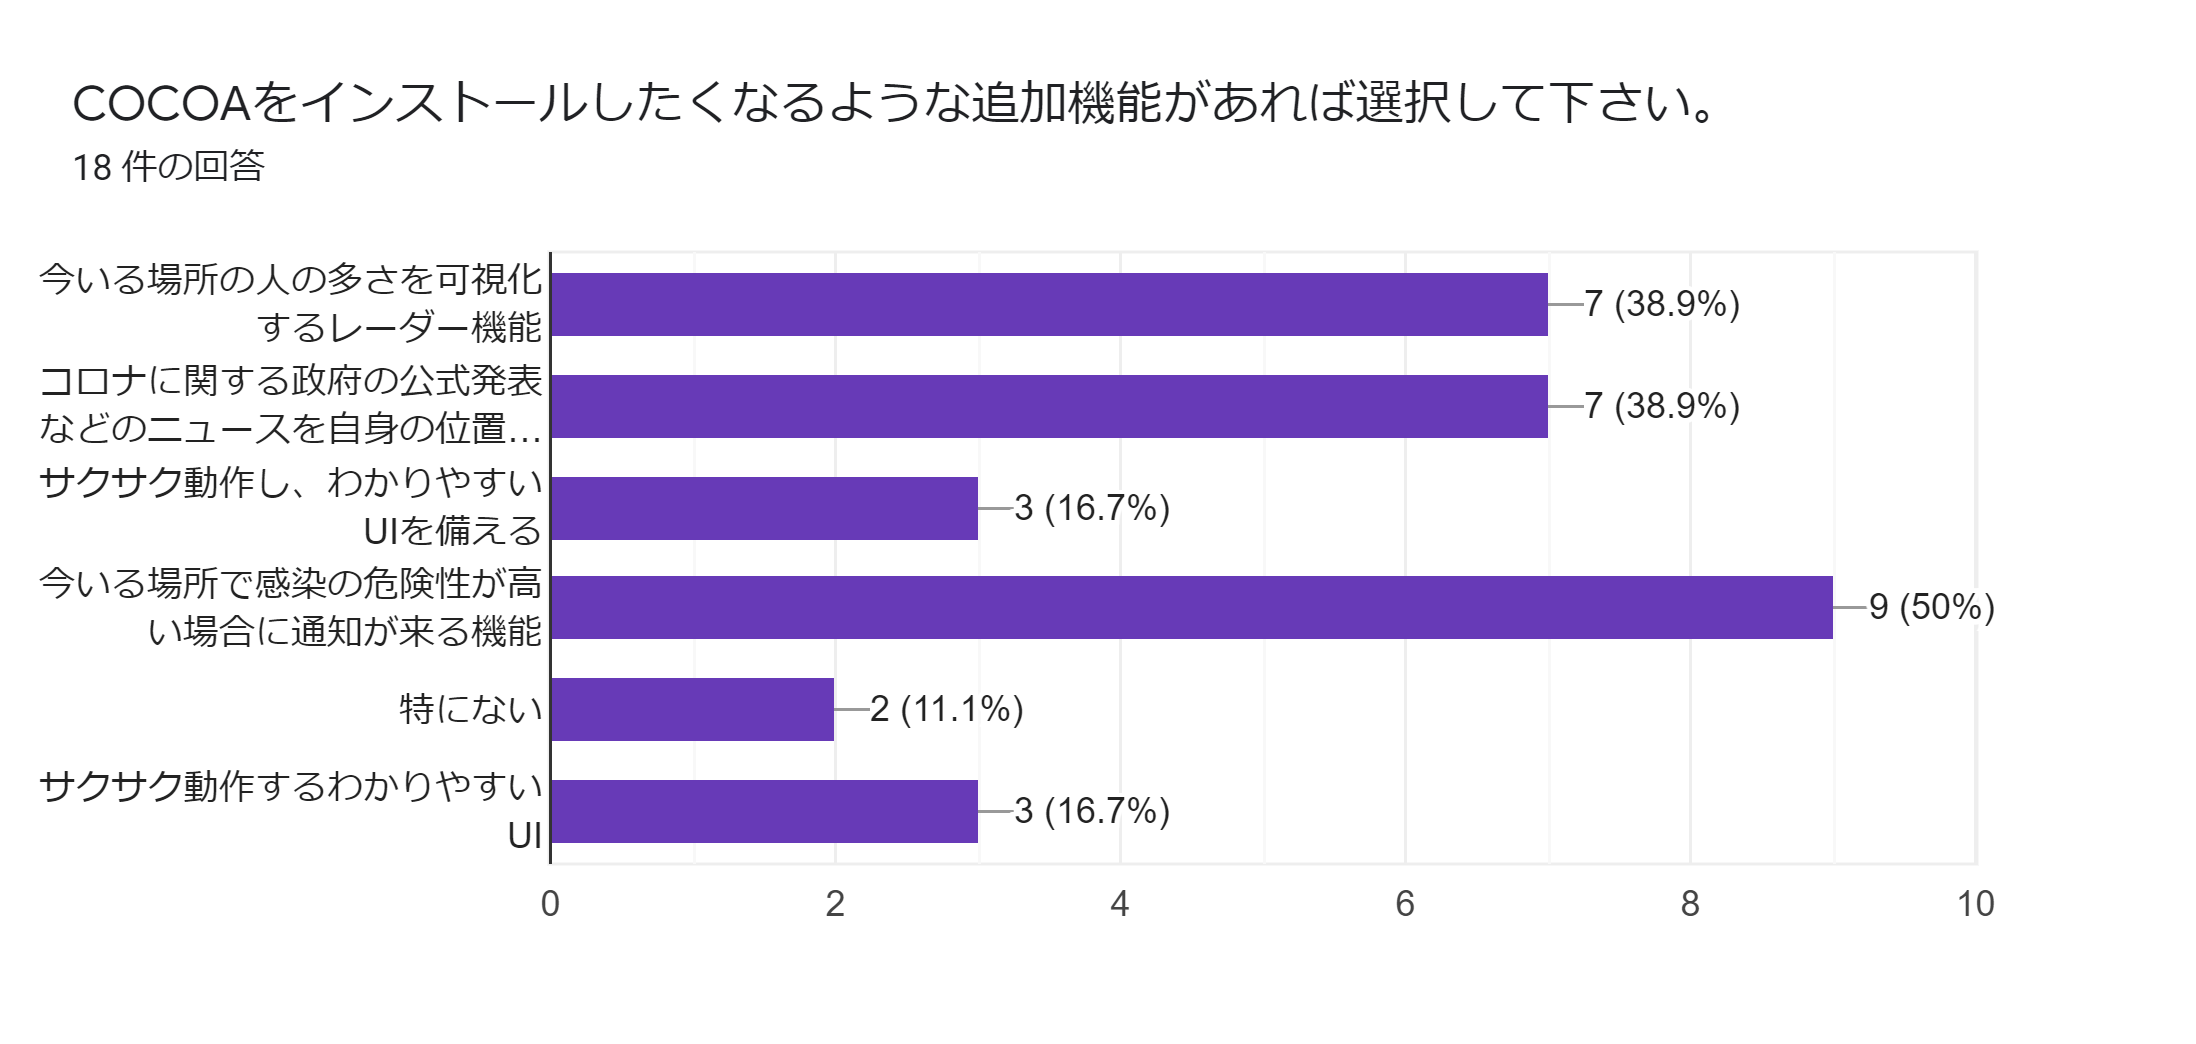 COCOAをインストールしたくなるような追加機能があれば選択して下さい。
18 件の回答
今いる場所の人の多さを可視化
するレーダー機能
7 (38.9%)
コロナに関する政府の公式発表
などのニュースを自身の位置…
7 (38.9%)
サクサク動作し、わかりやすい
UIを備える
3 (16.7%)
今いる場所で感染の危険性が高
い場合に通知が来る機能
9 (50%)
特にない
2 (11.1%)
サクサク動作するわかりやすい
UI
3 (16.7%)
0 2 4 6 8 10